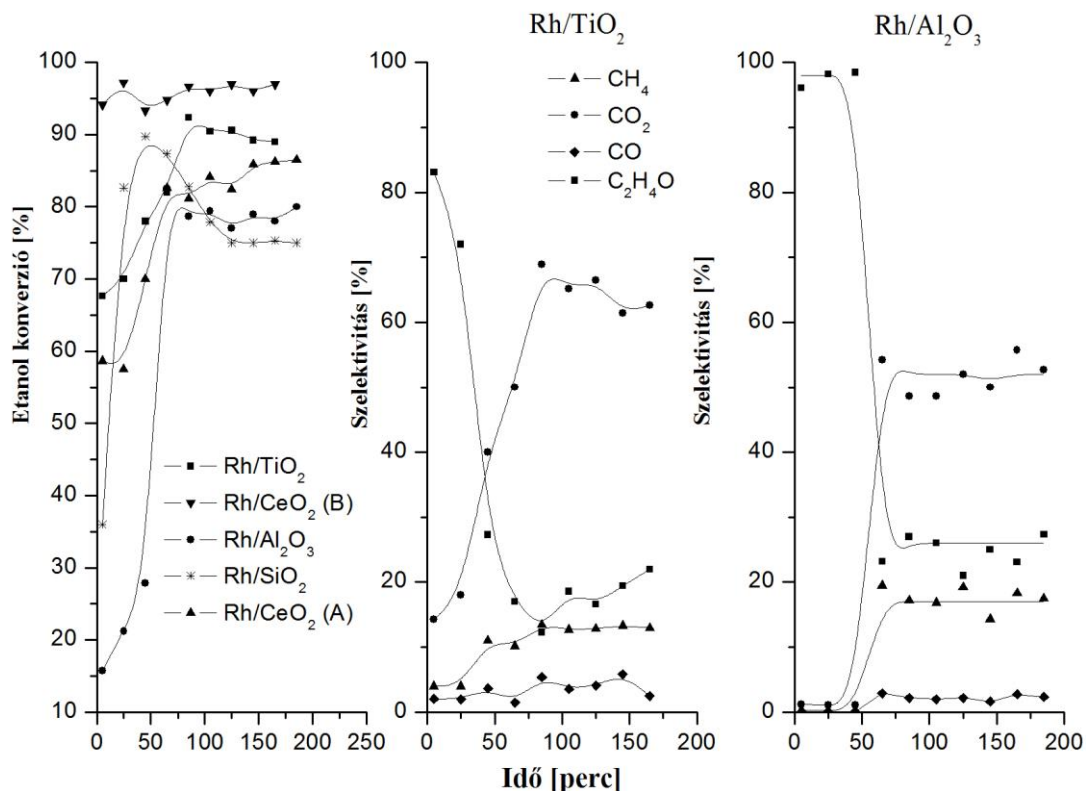 Rh/TiO₂
Rh/Al₂O₃
Etanol konverzió [%]
100
90
80
70
60
50
40
30
20
10
0 50 100 150 200 250
Rh/TiO₂
Rh/CeO₂ (B)
Rh/Al₂O₃
Rh/SiO₂
Rh/CeO₂ (A)
Szelektivitás [%]
100
80
60
40
20
0
0 50 100 150 200
CH₄
CO₂
CO
C₂H₄O
Szelektivitás [%]
100
80
60
40
20
0
0 50 100 150 200
Idő [perc]